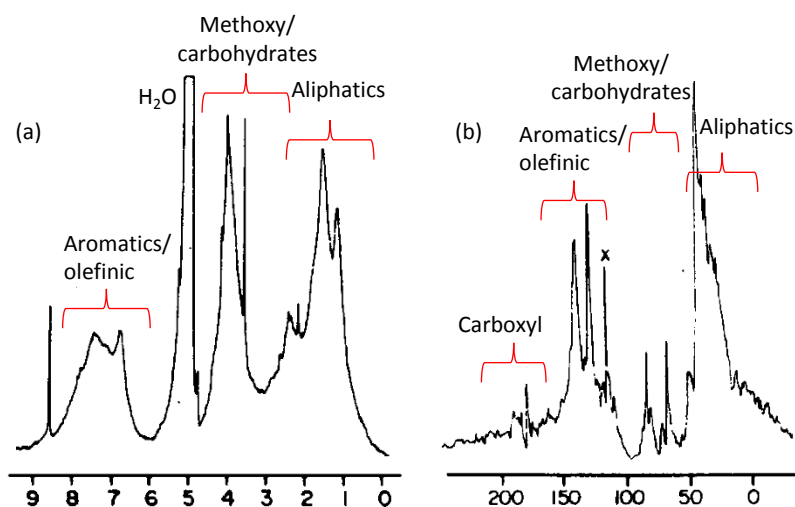 (a)
H₂O
Methoxy/
carbohydrates
Aliphatics
Aromatics/
olefinic
9 8 7 6 5 4 3 2 1 0
(b)
Methoxy/
carbohydrates
Aromatics/
olefinic
Aliphatics
x
Carboxyl
200 150 100 50 0